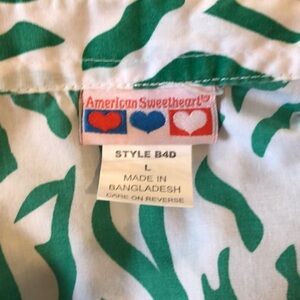 American Sweetheart
STYLE B4D
L
MADE IN
BANGLADESH
CARE ON REVERSE